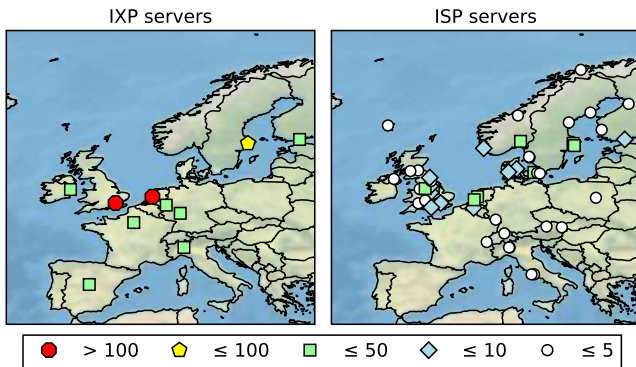 IXP servers
ISP servers
> 100
≤ 100
≤ 50
≤ 10
≤ 5